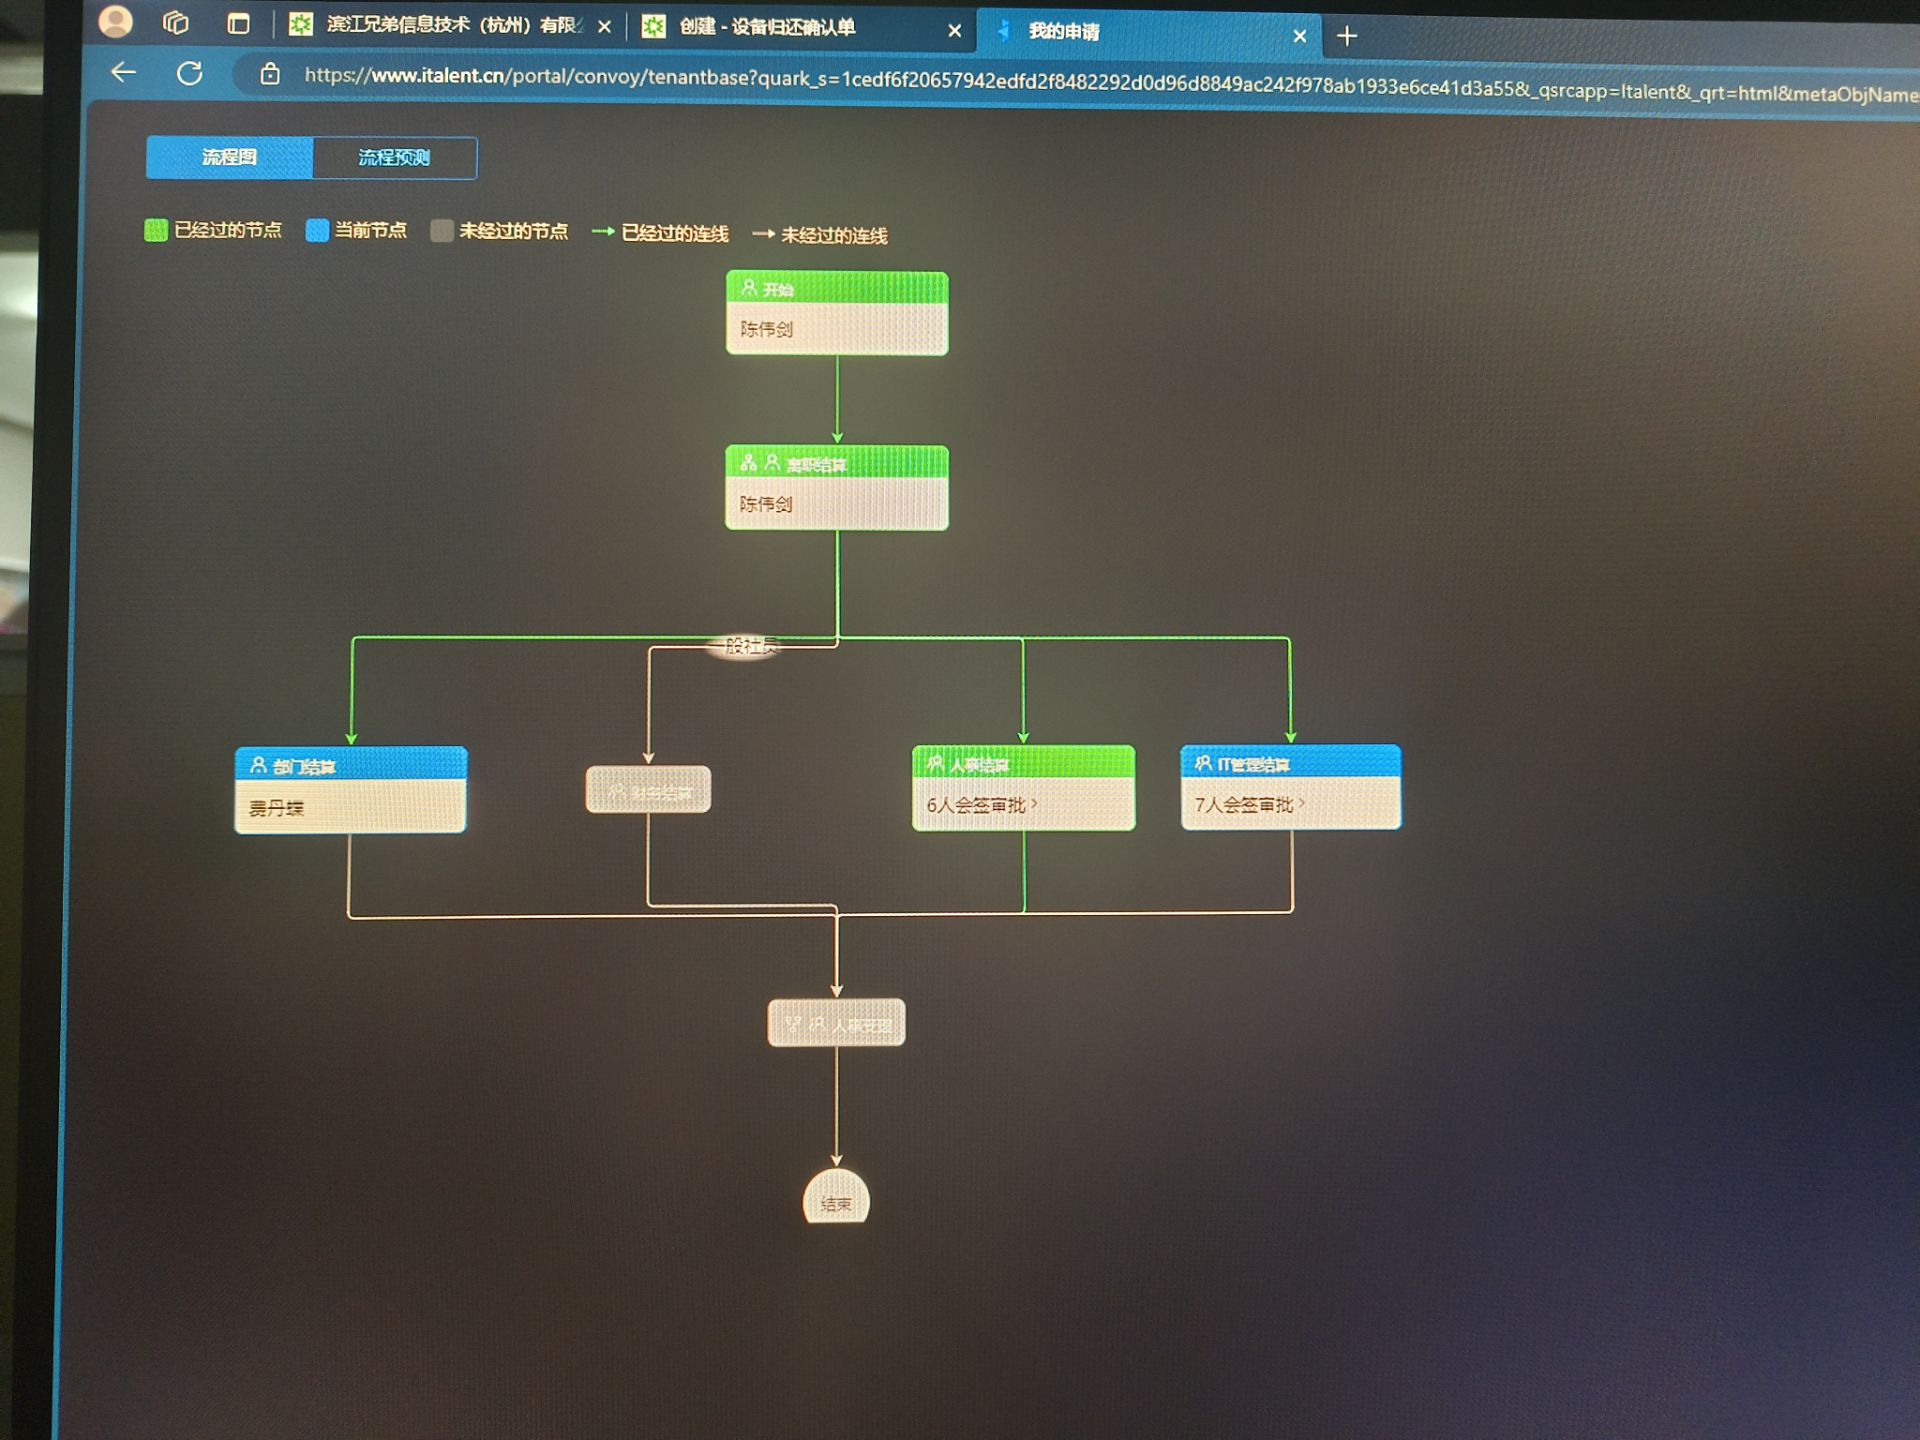 滨江兄弟信息技术（杭州）有限
创建 - 设备归还确认单
我的申请
https://www.italent.cn/portal/convoy/tenantbase?quark_s=1cedf6f20657942edfd2f8482292d0d96d8849ac242f978ab1933e6ce41d3a55&_qsrcapp=Italent&_qrt=html&metaObjName
流程图
流程预测
已经过的节点
当前节点
未经过的节点
已经过的连线
未经过的连线
开始
陈伟剑
离职结算
陈伟剑
一般社员
部门结算
费丹蝶
财务结算
人事结算
6人会签审批 >
IT管理结算
7人会签审批 >
人事受理
结束